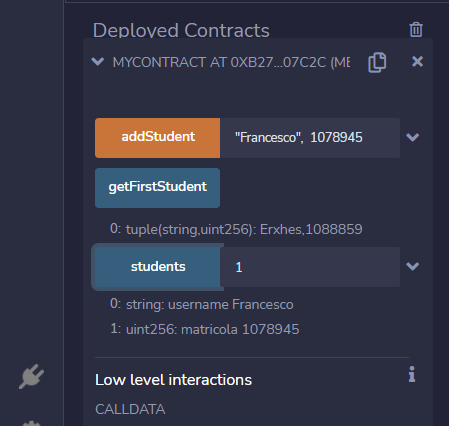 Deployed Contracts
MYCONTRACT AT 0XB27...07C2C (ME
addStudent "Francesco", 1078945
getFirstStudent
0: tuple(string,uint256): Erxhes,1088859
students 1
0: string: username Francesco
1: uint256: matricola 1078945
Low level interactions
CALLDATA